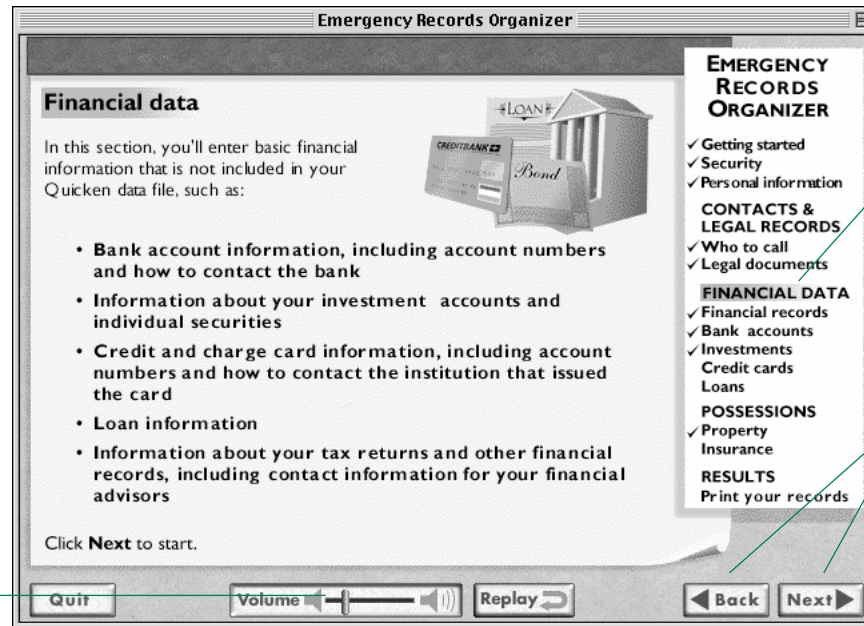 Emergency Records Organizer
Financial data
In this section, you'll enter basic financial
information that is not included in your
Quicken data file, such as:
LOAN
CREDITBANK
Bond
• Bank account information, including account numbers
and how to contact the bank
• Information about your investment accounts and
individual securities
• Credit and charge card information, including account
numbers and how to contact the institution that issued
the card
• Loan information
• Information about your tax returns and other financial
records, including contact information for your financial
advisors
Click Next to start.
EMERGENCY
RECORDS
ORGANIZER
✓ Getting started
✓ Security
✓ Personal information
CONTACTS &
LEGAL RECORDS
✓ Who to call
✓ Legal documents
FINANCIAL DATA
✓ Financial records
✓ Bank accounts
✓ Investments
Credit cards
Loans
POSSESSIONS
✓ Property
Insurance
RESULTS
Print your records
Quit
Volume
Replay
Back
Next